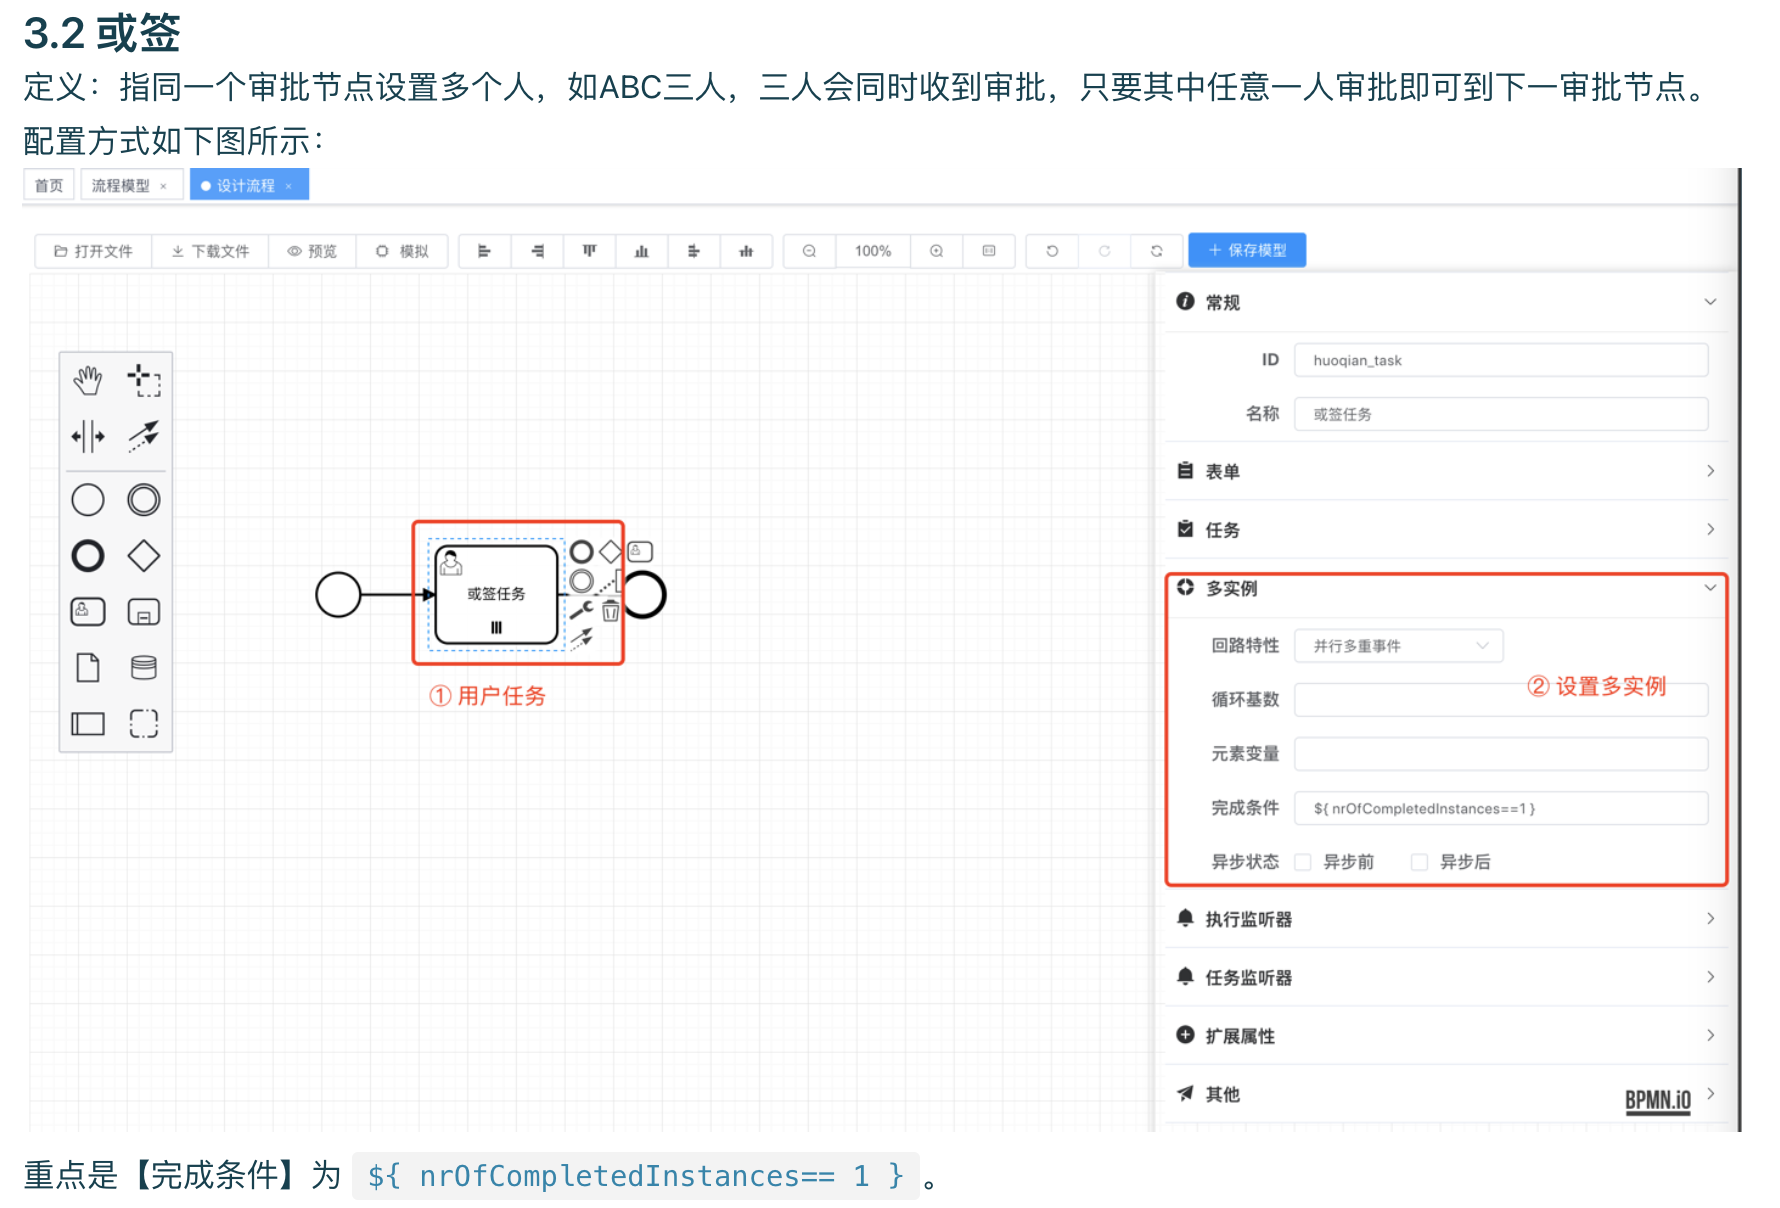 3.2 或签
定义：指同一个审批节点设置多个人，如ABC三人，三人会同时收到审批，只要其中任意一人审批即可到下一审批节点。
配置方式如下图所示：
首页 流程模型 × 设计流程 ×
打开文件 下载文件 预览 模拟 100% + 保存模型
常规
ID huoqian_task
名称 或签任务
表单
任务
或签任务
① 用户任务
多实例
回路特性 并行多重事件
② 设置多实例
循环基数
元素变量
完成条件 ${ nrOfCompletedInstances==1 }
异步状态 异步前 异步后
执行监听器
任务监听器
扩展属性
其他
BPMN.iO
重点是【完成条件】为 ${ nrOfCompletedInstances== 1 } 。